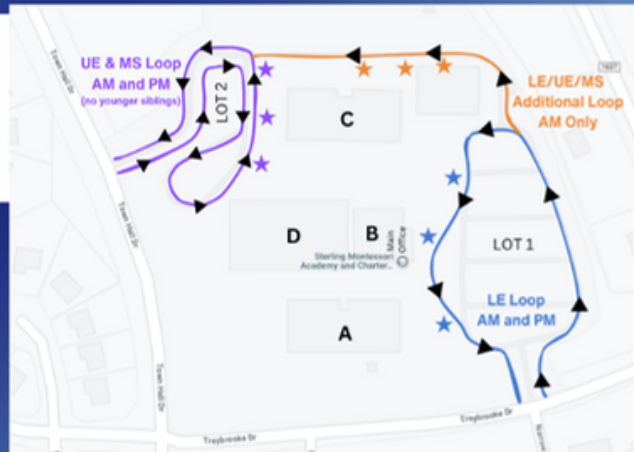 Town Hall Dr
UE & MS Loop
AM and PM
(no younger siblings)
LOT 2
LE/UE/MS
Additional Loop
AM Only
C
D
B
Main
Office
Sterling Montessori
Academy and Charter...
LOT 1
LE Loop
AM and PM
A
Town Hall Dr
Town Hall Dr
Treybrooke Dr
Treybrooke Dr